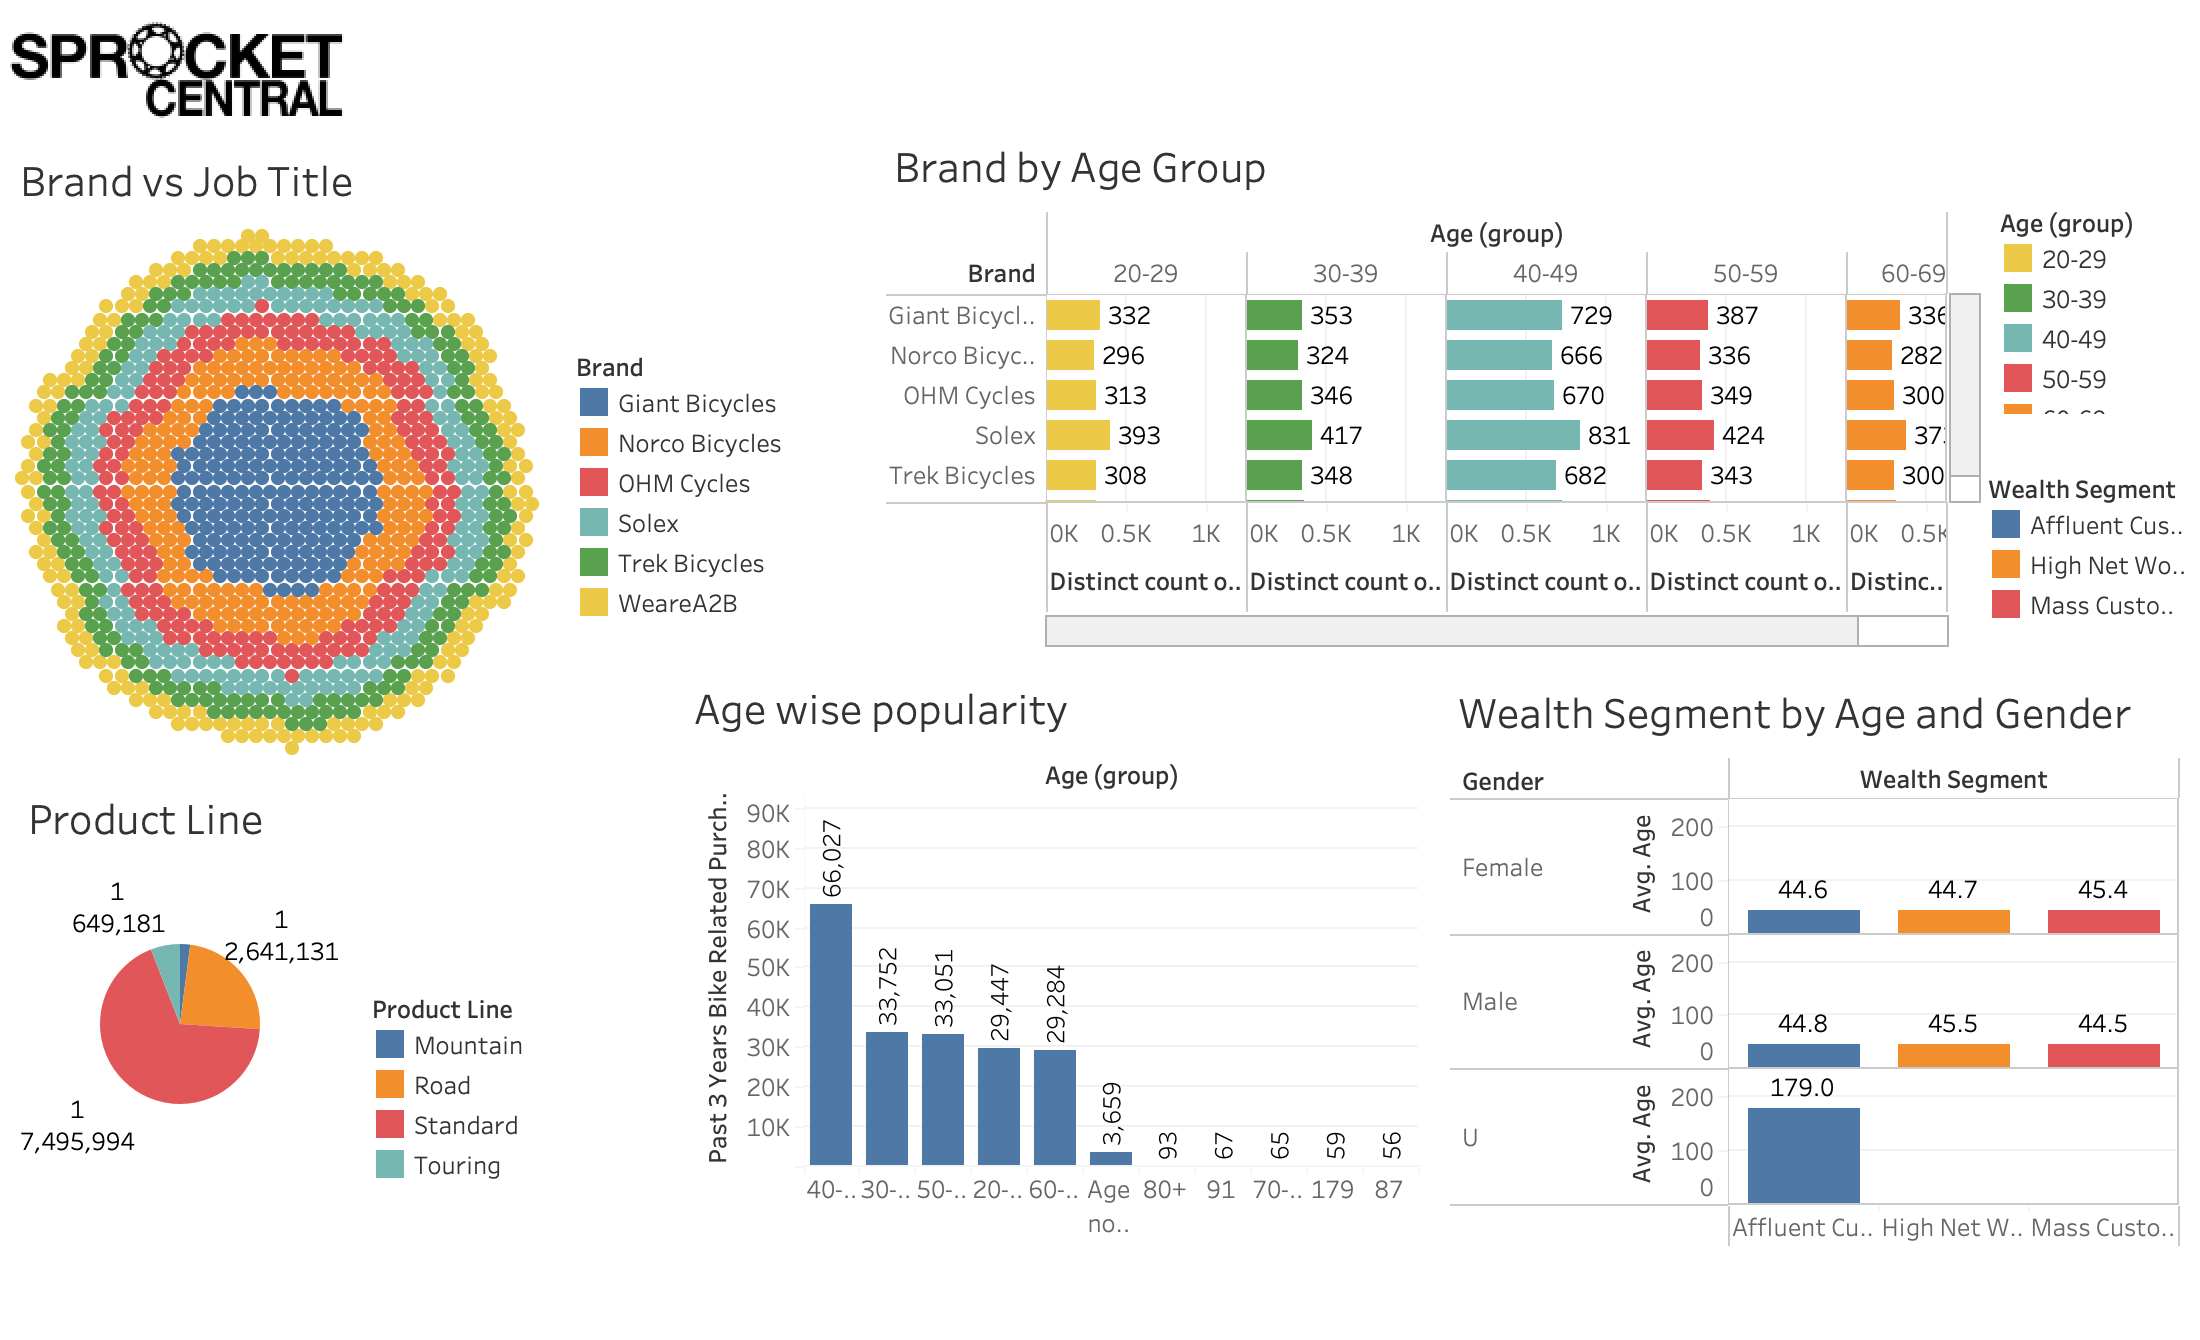 SPROCKET
CENTRAL
Brand vs Job Title
Brand
Giant Bicycles
Norco Bicycles
OHM Cycles
Solex
Trek Bicycles
WeareA2B
Brand by Age Group
Age (group)
Brand 20-29 30-39 40-49 50-59 60-69
Giant Bicycl.. 332 353 729 387 336
Norco Bicyc.. 296 324 666 336 282
OHM Cycles 313 346 670 349 300
Solex 393 417 831 424
Trek Bicycles 308 348 682 343 300
0K 0.5K 1K 0K 0.5K 1K 0K 0.5K 1K 0K 0.5K 1K 0K 0.5K
Distinct count o.. Distinct count o.. Distinct count o.. Distinct count o.. Distinc..
Age (group)
20-29
30-39
40-49
50-59
Wealth Segment
Affluent Cus..
High Net Wo..
Mass Custo..
Product Line
1
649,181
1
2,641,131
1
7,495,994
Product Line
Mountain
Road
Standard
Touring
Age wise popularity
Age (group)
Past 3 Years Bike Related Purch..
90K
80K
70K
60K
50K
40K
30K
20K
10K
66,027
33,752
33,051
29,447
29,284
3,659
93
67
65
59
56
40-.. 30-.. 50-.. 20-.. 60-.. Age 80+ 91 70-.. 179 87
no..
Wealth Segment by Age and Gender
Gender Wealth Segment
Female
Avg. Age
200
100
0
44.6 44.7 45.4
Male
Avg. Age
200
100
0
44.8 45.5 44.5
U
Avg. Age
200
100
0
179.0
Affluent Cu.. High Net W.. Mass Custo..